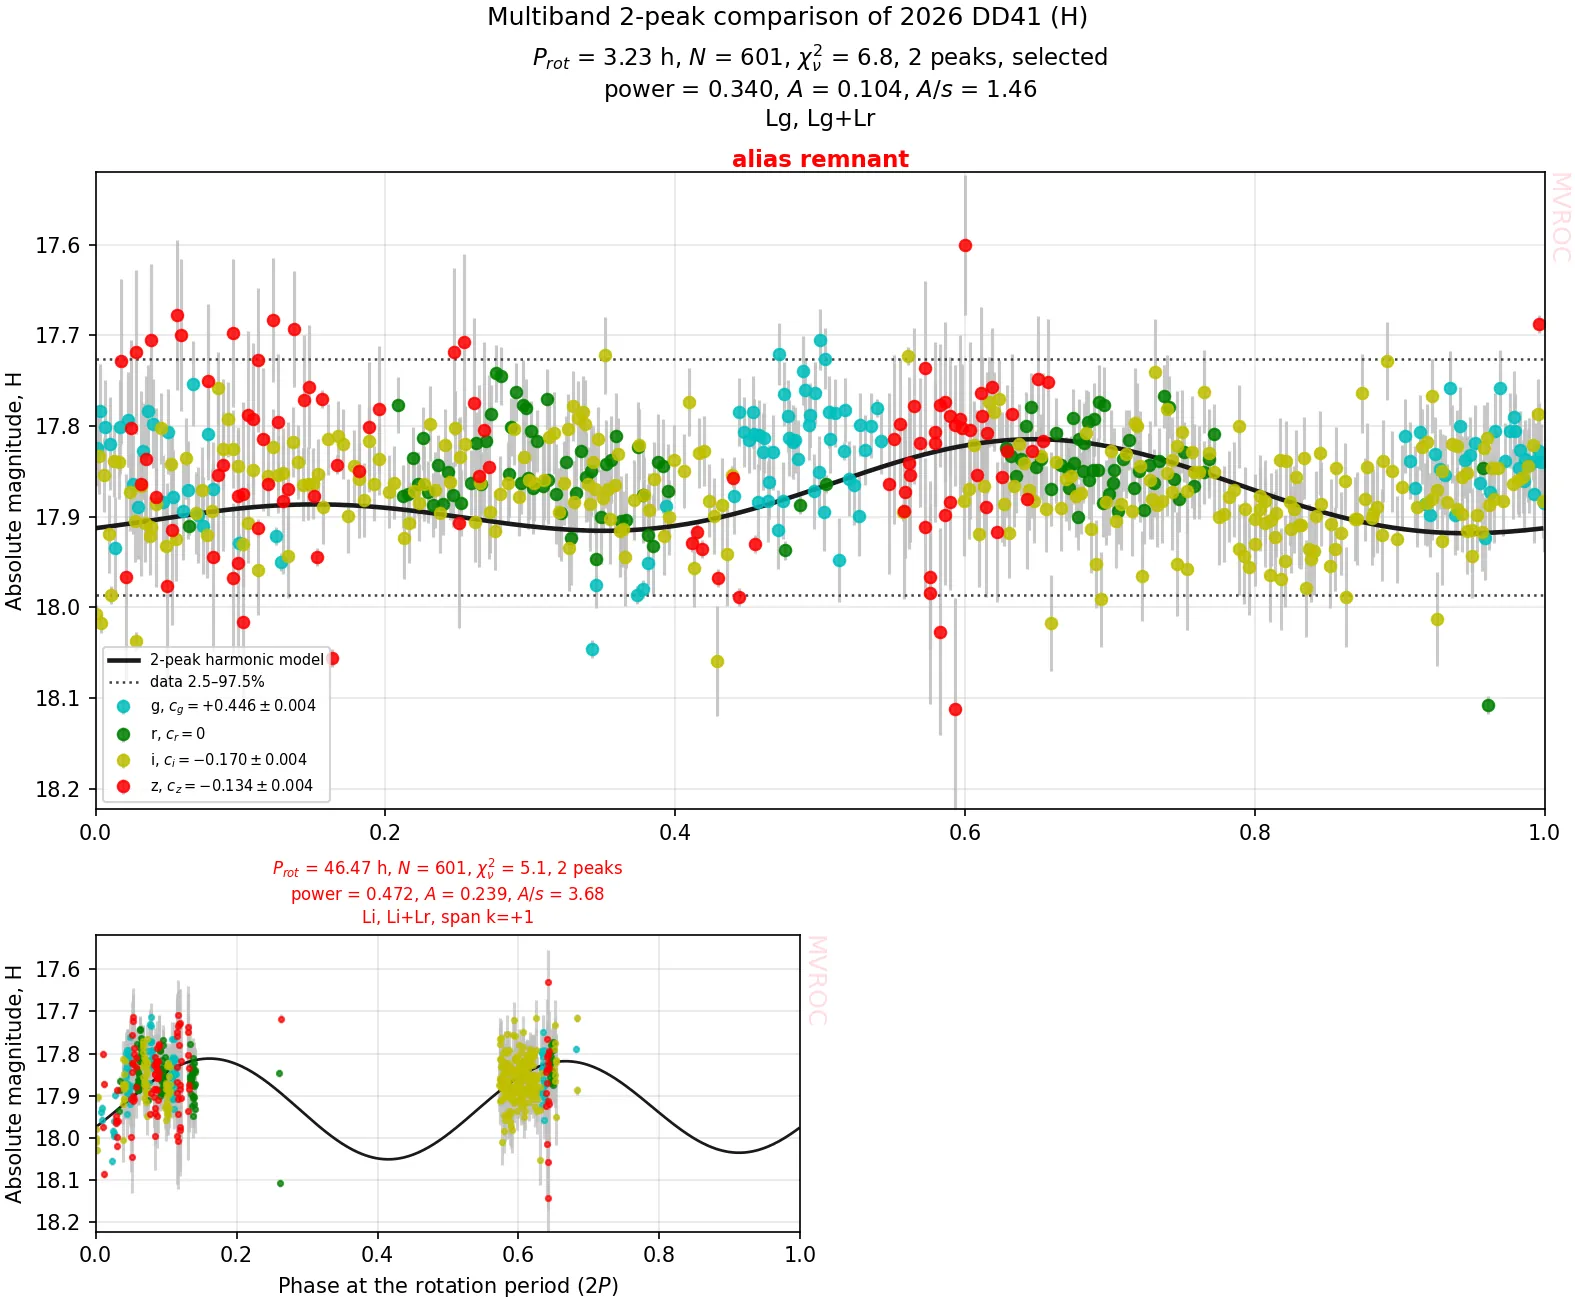 Multiband 2-peak comparison of 2026 DD41 (H)
P_rot = 3.23 h, N = 601, χ²_ν = 6.8, 2 peaks, selected
power = 0.340, A = 0.104, A/s = 1.46
Lg, Lg+Lr
alias remnant
MVROC
Absolute magnitude, H
17.6
17.7
17.8
17.9
18.0
18.1
18.2
2-peak harmonic model
data 2.5–97.5%
g, c_g = +0.446 ± 0.004
r, c_r = 0
i, c_i = −0.170 ± 0.004
z, c_z = −0.134 ± 0.004
0.0 0.2 0.4 0.6 0.8 1.0
P_rot = 46.47 h, N = 601, χ²_ν = 5.1, 2 peaks
power = 0.472, A = 0.239, A/s = 3.68
Li, Li+Lr, span k=+1
MVROC
Absolute magnitude, H
17.6
17.7
17.8
17.9
18.0
18.1
18.2
0.0 0.2 0.4 0.6 0.8 1.0
Phase at the rotation period (2P)